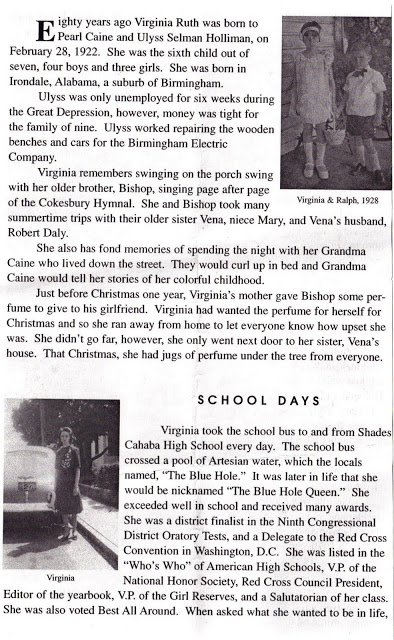 Eighty years ago Virginia Ruth was born to
Pearl Caine and Ulyss Selman Holliman, on
February 28, 1922. She was the sixth child out of
seven, four boys and three girls. She was born in
Irondale, Alabama, a suburb of Birmingham.
Ulyss was only unemployed for six weeks during
the Great Depression, however, money was tight for
the family of nine. Ulyss worked repairing the wooden
benches and cars for the Birmingham Electric
Company.
Virginia remembers swinging on the porch swing
with her older brother, Bishop, singing page after page
of the Cokesbury Hymnal. She and Bishop took many
summertime trips with their older sister Vena, niece Mary, and Vena's husband,
Robert Daly.
Virginia & Ralph, 1928
She also has fond memories of spending the night with her Grandma
Caine who lived down the street. They would curl up in bed and Grandma
Caine would tell her stories of her colorful childhood.
Just before Christmas one year, Virginia's mother gave Bishop some per-
fume to give to his girlfriend. Virginia had wanted the perfume for herself for
Christmas and so she ran away from home to let everyone know how upset she
was. She didn't go far, however, she only went next door to her sister, Vena's
house. That Christmas, she had jugs of perfume under the tree from everyone.
SCHOOL DAYS
Virginia took the school bus to and from Shades
Cahaba High School every day. The school bus
crossed a pool of Artesian water, which the locals
named, "The Blue Hole." It was later in life that she
would be nicknamed "The Blue Hole Queen." She
exceeded well in school and received many awards.
She was a district finalist in the Ninth Congressional
District Oratory Tests, and a Delegate to the Red Cross
Convention in Washington, D.C. She was listed in the
"Who's Who" of American High Schools, V.P. of the
National Honor Society, Red Cross Council President,
Virginia
Editor of the yearbook, V.P. of the Girl Reserves, and a Salutatorian of her class.
She was also voted Best All Around. When asked what she wanted to be in life,